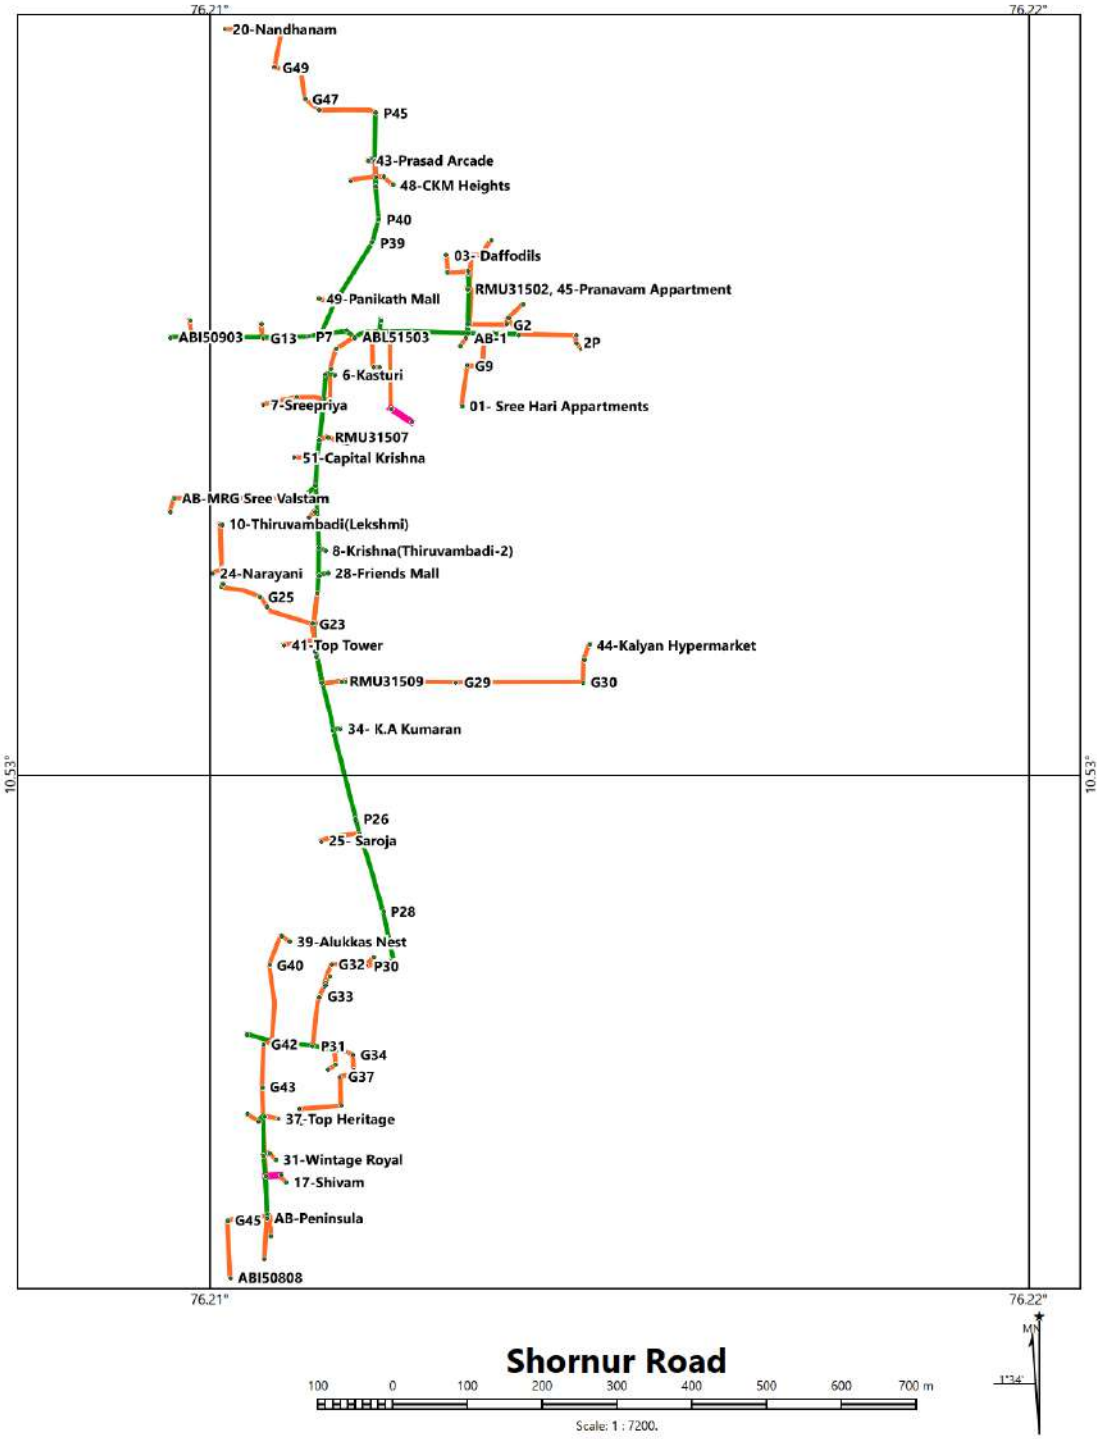 76.21°
76.22°
20-Nandhanam
G49
G47
P45
43-Prasad Arcade
48-CKM Heights
P40
P39
03- Daffodils
RMU31502, 45-Pranavam Appartment
49-Panikath Mall
G2
ABI50903
G13
P7
ABL51503
AB-1
2P
G9
6-Kasturi
7-Sreepriya
01- Sree Hari Appartments
RMU31507
51-Capital Krishna
AB-MRG Sree Valstam
10-Thiruvambadi(Lekshmi)
8-Krishna(Thiruvambadi-2)
24-Narayani
28-Friends Mall
G25
G23
41-Top Tower
44-Kalyan Hypermarket
RMU31509
G29
G30
34- K.A Kumaran
10.53°
10.53°
P26
25- Saroja
P28
39-Alukkas Nest
G40
G32
P30
G33
G42
P31
G34
G37
G43
37-Top Heritage
31-Wintage Royal
17-Shivam
G45
AB-Peninsula
ABI50808
76.21°
76.22°
MN
1°34'
Shornur Road
100 0 100 200 300 400 500 600 700 m
Scale: 1 : 7200.